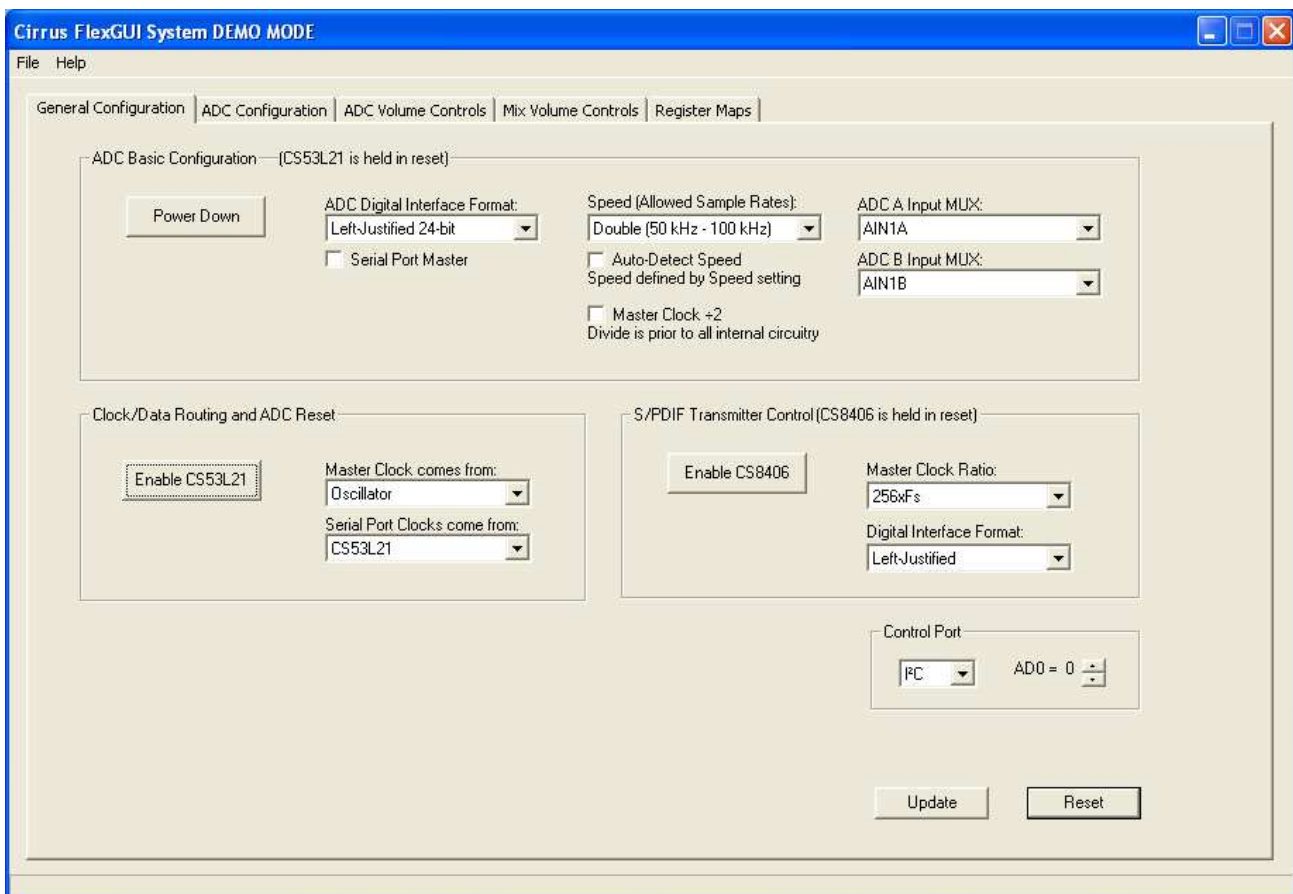 Cirrus FlexGUI System DEMO MODE
File Help
General Configuration ADC Configuration ADC Volume Controls Mix Volume Controls Register Maps
ADC Basic Configuration (CS53L21 is held in reset)
Power Down
ADC Digital Interface Format:
Left-Justified 24-bit
Serial Port Master
Speed (Allowed Sample Rates):
Double (50 kHz - 100 kHz)
Auto-Detect Speed
Speed defined by Speed setting
Master Clock ÷2
Divide is prior to all internal circuitry
ADC A Input MUX:
AIN1A
ADC B Input MUX:
AIN1B
Clock/Data Routing and ADC Reset
Enable CS53L21
Master Clock comes from:
Oscillator
Serial Port Clocks come from:
CS53L21
S/PDIF Transmitter Control (CS8406 is held in reset)
Enable CS8406
Master Clock Ratio:
256xFs
Digital Interface Format:
Left-Justified
Control Port
I²C
AD0 = 0
Update
Reset